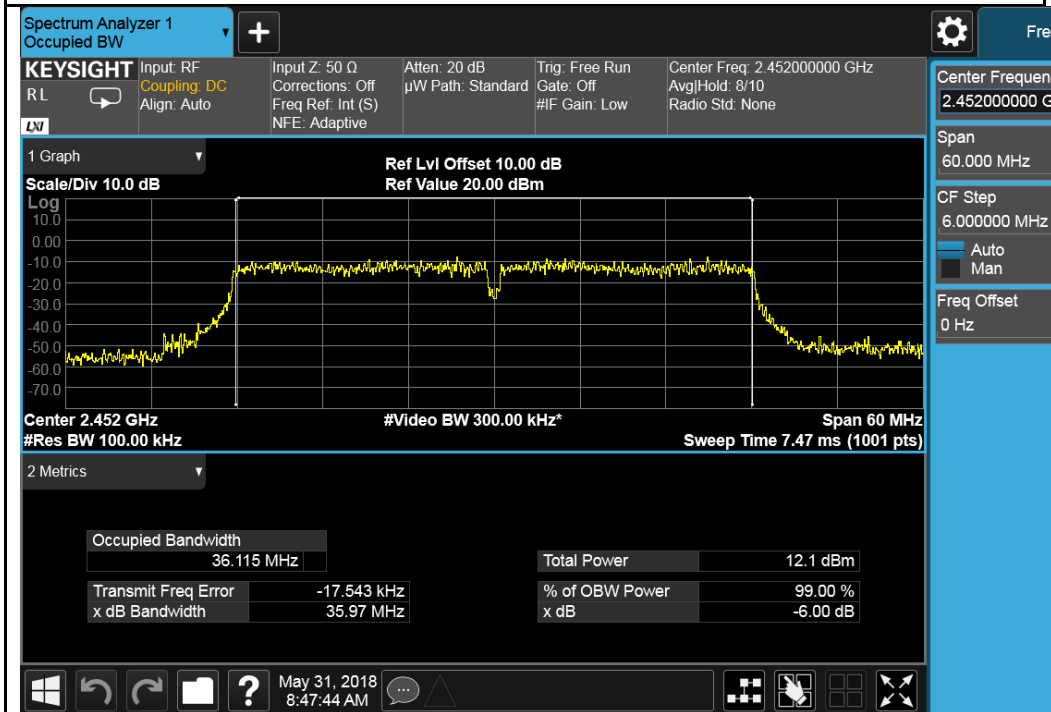 Spectrum Analyzer 1
Occupied BW
+
Fre
KEYSIGHT
R L
LXI
Input: RF
Coupling: DC
Align: Auto
Input Z: 50 Ω
Corrections: Off
Freq Ref: Int (S)
NFE: Adaptive
Atten: 20 dB
µW Path: Standard
Trig: Free Run
Gate: Off
#IF Gain: Low
Center Freq: 2.452000000 GHz
Avg|Hold: 8/10
Radio Std: None
Center Frequen
2.452000000 G
Span
60.000 MHz
CF Step
6.000000 MHz
Auto
Man
Freq Offset
0 Hz
1 Graph
Scale/Div 10.0 dB
Ref Lvl Offset 10.00 dB
Ref Value 20.00 dBm
Log
10.0
0.00
-10.0
-20.0
-30.0
-40.0
-50.0
-60.0
-70.0
Center 2.452 GHz
#Res BW 100.00 kHz
#Video BW 300.00 kHz*
Span 60 MHz
Sweep Time 7.47 ms (1001 pts)
2 Metrics
Occupied Bandwidth
36.115 MHz
Total Power 12.1 dBm
Transmit Freq Error -17.543 kHz
% of OBW Power 99.00 %
x dB Bandwidth 35.97 MHz
x dB -6.00 dB
?
May 31, 2018
8:47:44 AM